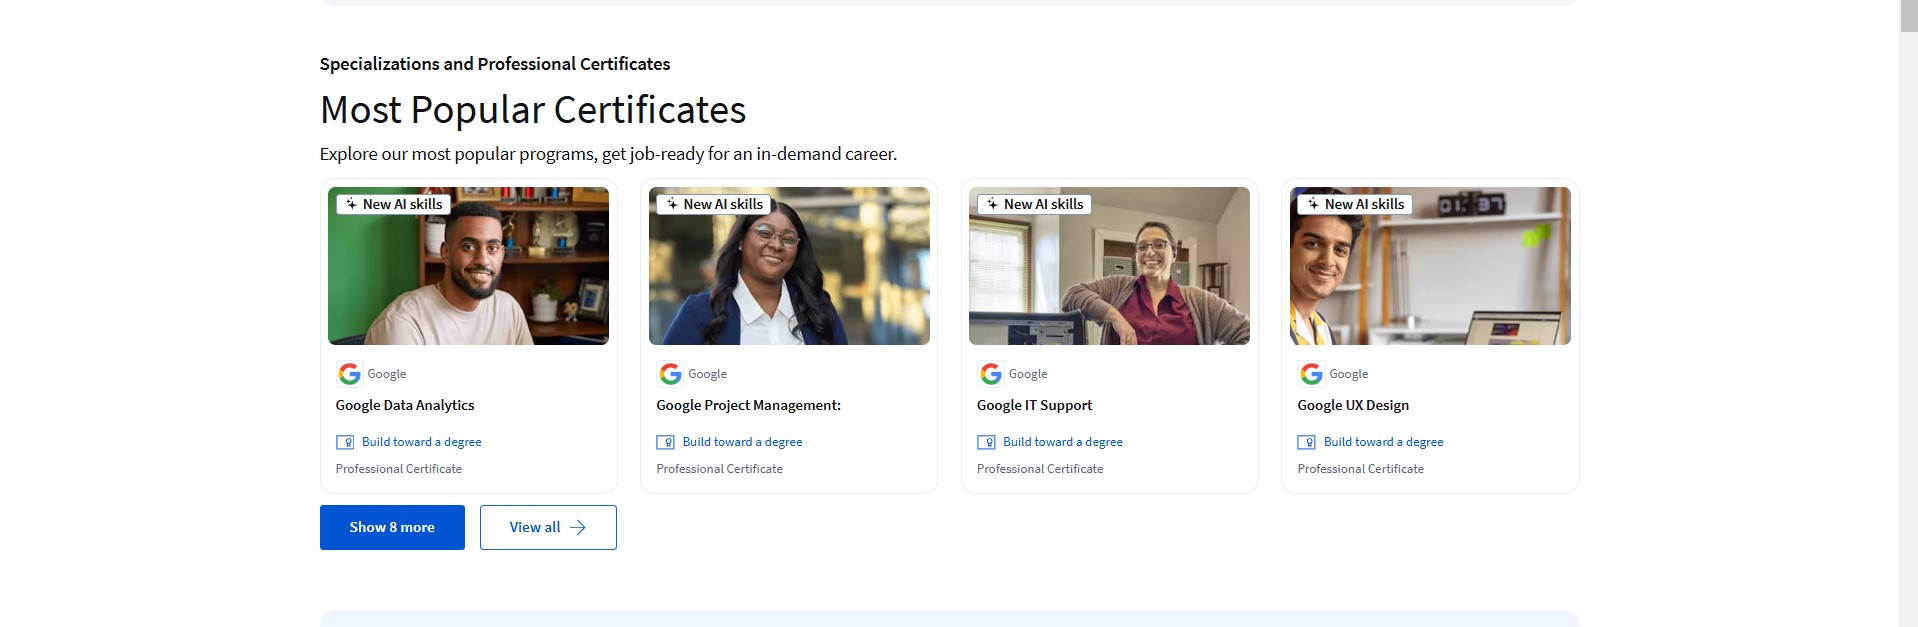 Specializations and Professional Certificates
Most Popular Certificates
Explore our most popular programs, get job-ready for an in-demand career.
New AI skills
Google
Google Data Analytics
Build toward a degree
Professional Certificate
New AI skills
Google
Google Project Management:
Build toward a degree
Professional Certificate
New AI skills
Google
Google IT Support
Build toward a degree
Professional Certificate
New AI skills
Google
Google UX Design
Build toward a degree
Professional Certificate
Show 8 more
View all